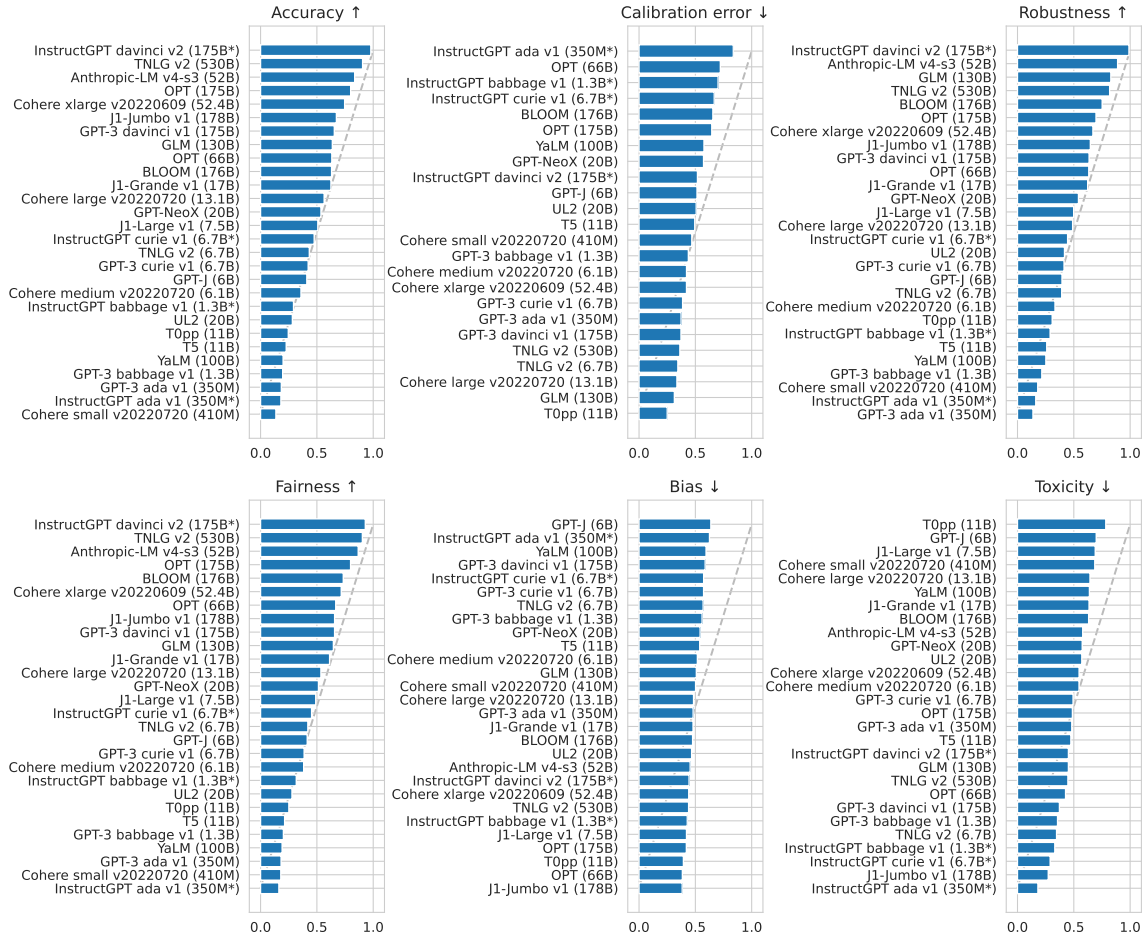 Accuracy ↑
InstructGPT davinci v2 (175B*)
TNLG v2 (530B)
Anthropic-LM v4-s3 (52B)
OPT (175B)
Cohere xlarge v20220609 (52.4B)
J1-Jumbo v1 (178B)
GPT-3 davinci v1 (175B)
GLM (130B)
OPT (66B)
BLOOM (176B)
J1-Grande v1 (17B)
Cohere large v20220720 (13.1B)
GPT-NeoX (20B)
J1-Large v1 (7.5B)
InstructGPT curie v1 (6.7B*)
TNLG v2 (6.7B)
GPT-3 curie v1 (6.7B)
GPT-J (6B)
Cohere medium v20220720 (6.1B)
InstructGPT babbage v1 (1.3B*)
UL2 (20B)
T0pp (11B)
T5 (11B)
YaLM (100B)
GPT-3 babbage v1 (1.3B)
GPT-3 ada v1 (350M)
InstructGPT ada v1 (350M*)
Cohere small v20220720 (410M)
0.0 0.5 1.0
Calibration error ↓
InstructGPT ada v1 (350M*)
OPT (66B)
InstructGPT babbage v1 (1.3B*)
InstructGPT curie v1 (6.7B*)
BLOOM (176B)
OPT (175B)
YaLM (100B)
GPT-NeoX (20B)
InstructGPT davinci v2 (175B*)
GPT-J (6B)
UL2 (20B)
T5 (11B)
Cohere small v20220720 (410M)
GPT-3 babbage v1 (1.3B)
Cohere medium v20220720 (6.1B)
Cohere xlarge v20220609 (52.4B)
GPT-3 curie v1 (6.7B)
GPT-3 ada v1 (350M)
GPT-3 davinci v1 (175B)
TNLG v2 (530B)
TNLG v2 (6.7B)
Cohere large v20220720 (13.1B)
GLM (130B)
T0pp (11B)
0.0 0.5 1.0
Robustness ↑
InstructGPT davinci v2 (175B*)
Anthropic-LM v4-s3 (52B)
GLM (130B)
TNLG v2 (530B)
BLOOM (176B)
OPT (175B)
Cohere xlarge v20220609 (52.4B)
J1-Jumbo v1 (178B)
GPT-3 davinci v1 (175B)
OPT (66B)
J1-Grande v1 (17B)
GPT-NeoX (20B)
J1-Large v1 (7.5B)
Cohere large v20220720 (13.1B)
InstructGPT curie v1 (6.7B*)
UL2 (20B)
GPT-3 curie v1 (6.7B)
GPT-J (6B)
TNLG v2 (6.7B)
Cohere medium v20220720 (6.1B)
T0pp (11B)
InstructGPT babbage v1 (1.3B*)
T5 (11B)
YaLM (100B)
GPT-3 babbage v1 (1.3B)
Cohere small v20220720 (410M)
InstructGPT ada v1 (350M*)
GPT-3 ada v1 (350M)
0.0 0.5 1.0
Fairness ↑
InstructGPT davinci v2 (175B*)
TNLG v2 (530B)
Anthropic-LM v4-s3 (52B)
OPT (175B)
BLOOM (176B)
Cohere xlarge v20220609 (52.4B)
OPT (66B)
J1-Jumbo v1 (178B)
GPT-3 davinci v1 (175B)
GLM (130B)
J1-Grande v1 (17B)
Cohere large v20220720 (13.1B)
GPT-NeoX (20B)
J1-Large v1 (7.5B)
InstructGPT curie v1 (6.7B*)
TNLG v2 (6.7B)
GPT-J (6B)
GPT-3 curie v1 (6.7B)
Cohere medium v20220720 (6.1B)
InstructGPT babbage v1 (1.3B*)
UL2 (20B)
T0pp (11B)
T5 (11B)
GPT-3 babbage v1 (1.3B)
YaLM (100B)
GPT-3 ada v1 (350M)
Cohere small v20220720 (410M)
InstructGPT ada v1 (350M*)
0.0 0.5 1.0
Bias ↓
GPT-J (6B)
InstructGPT ada v1 (350M*)
YaLM (100B)
GPT-3 davinci v1 (175B)
InstructGPT curie v1 (6.7B*)
GPT-3 curie v1 (6.7B)
TNLG v2 (6.7B)
GPT-3 babbage v1 (1.3B)
GPT-NeoX (20B)
T5 (11B)
Cohere medium v20220720 (6.1B)
GLM (130B)
Cohere small v20220720 (410M)
Cohere large v20220720 (13.1B)
GPT-3 ada v1 (350M)
J1-Grande v1 (17B)
BLOOM (176B)
UL2 (20B)
Anthropic-LM v4-s3 (52B)
InstructGPT davinci v2 (175B*)
Cohere xlarge v20220609 (52.4B)
TNLG v2 (530B)
InstructGPT babbage v1 (1.3B*)
J1-Large v1 (7.5B)
OPT (175B)
T0pp (11B)
OPT (66B)
J1-Jumbo v1 (178B)
0.0 0.5 1.0
Toxicity ↓
T0pp (11B)
GPT-J (6B)
J1-Large v1 (7.5B)
Cohere small v20220720 (410M)
Cohere large v20220720 (13.1B)
YaLM (100B)
J1-Grande v1 (17B)
BLOOM (176B)
Anthropic-LM v4-s3 (52B)
GPT-NeoX (20B)
UL2 (20B)
Cohere xlarge v20220609 (52.4B)
Cohere medium v20220720 (6.1B)
GPT-3 curie v1 (6.7B)
OPT (175B)
GPT-3 ada v1 (350M)
T5 (11B)
InstructGPT davinci v2 (175B*)
GLM (130B)
TNLG v2 (530B)
OPT (66B)
GPT-3 davinci v1 (175B)
GPT-3 babbage v1 (1.3B)
TNLG v2 (6.7B)
InstructGPT babbage v1 (1.3B*)
InstructGPT curie v1 (6.7B*)
J1-Jumbo v1 (178B)
InstructGPT ada v1 (350M*)
0.0 0.5 1.0